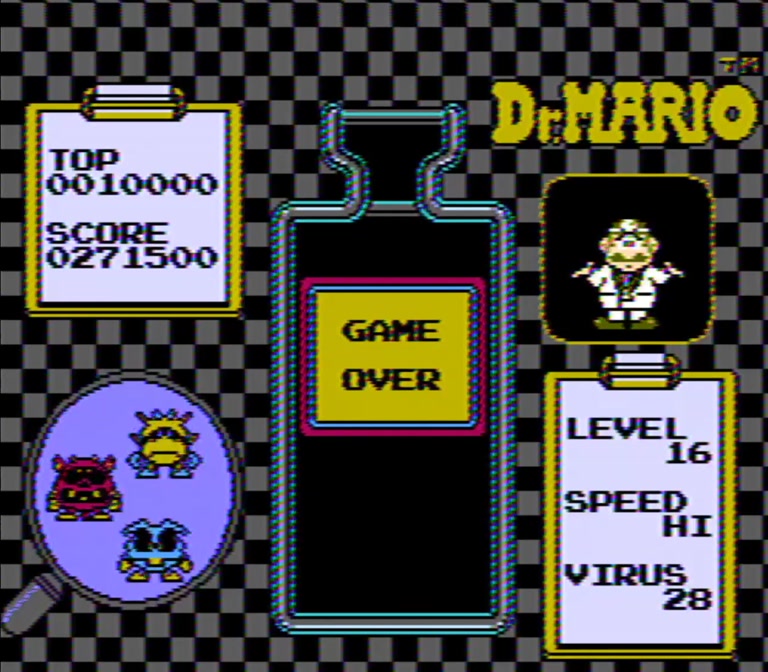 TM
Dr. MARIO
TOP
0010000
SCORE
0271500
GAME
OVER
LEVEL
16
SPEED
HI
VIRUS
28